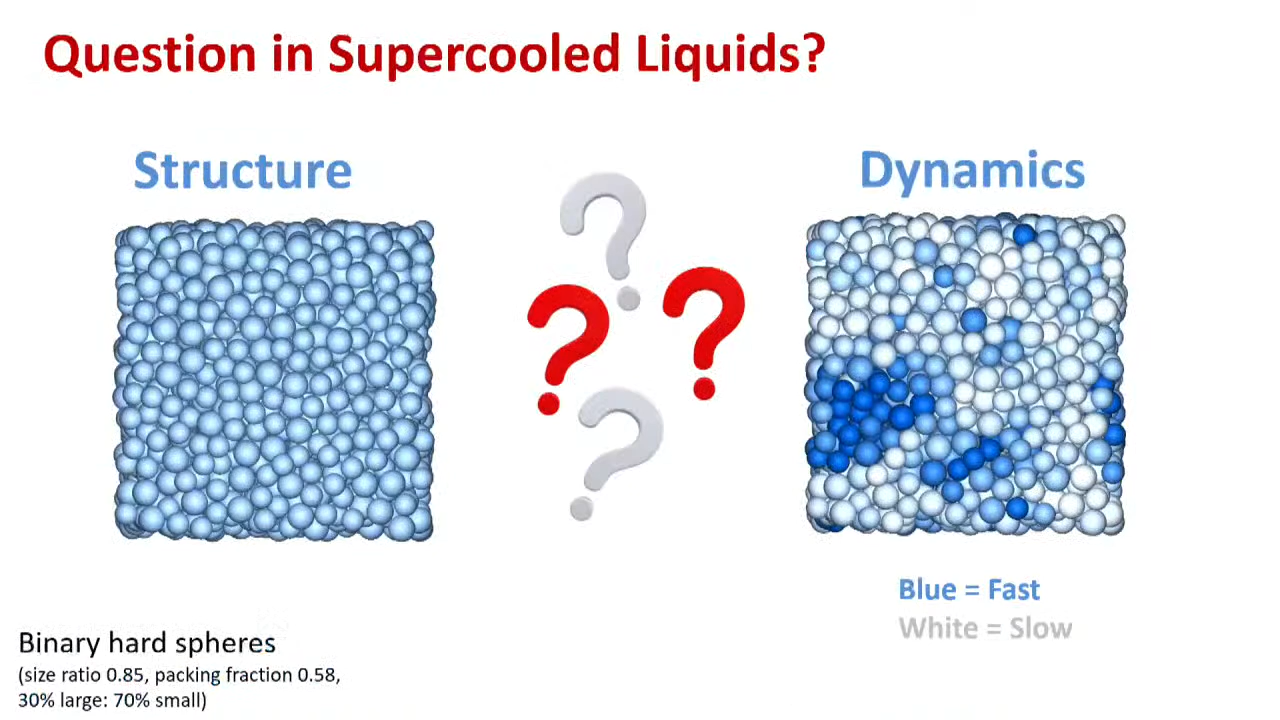 Question in Supercooled Liquids?
Structure
Dynamics
Blue = Fast
White = Slow
Binary hard spheres
(size ratio 0.85, packing fraction 0.58,
30% large: 70% small)